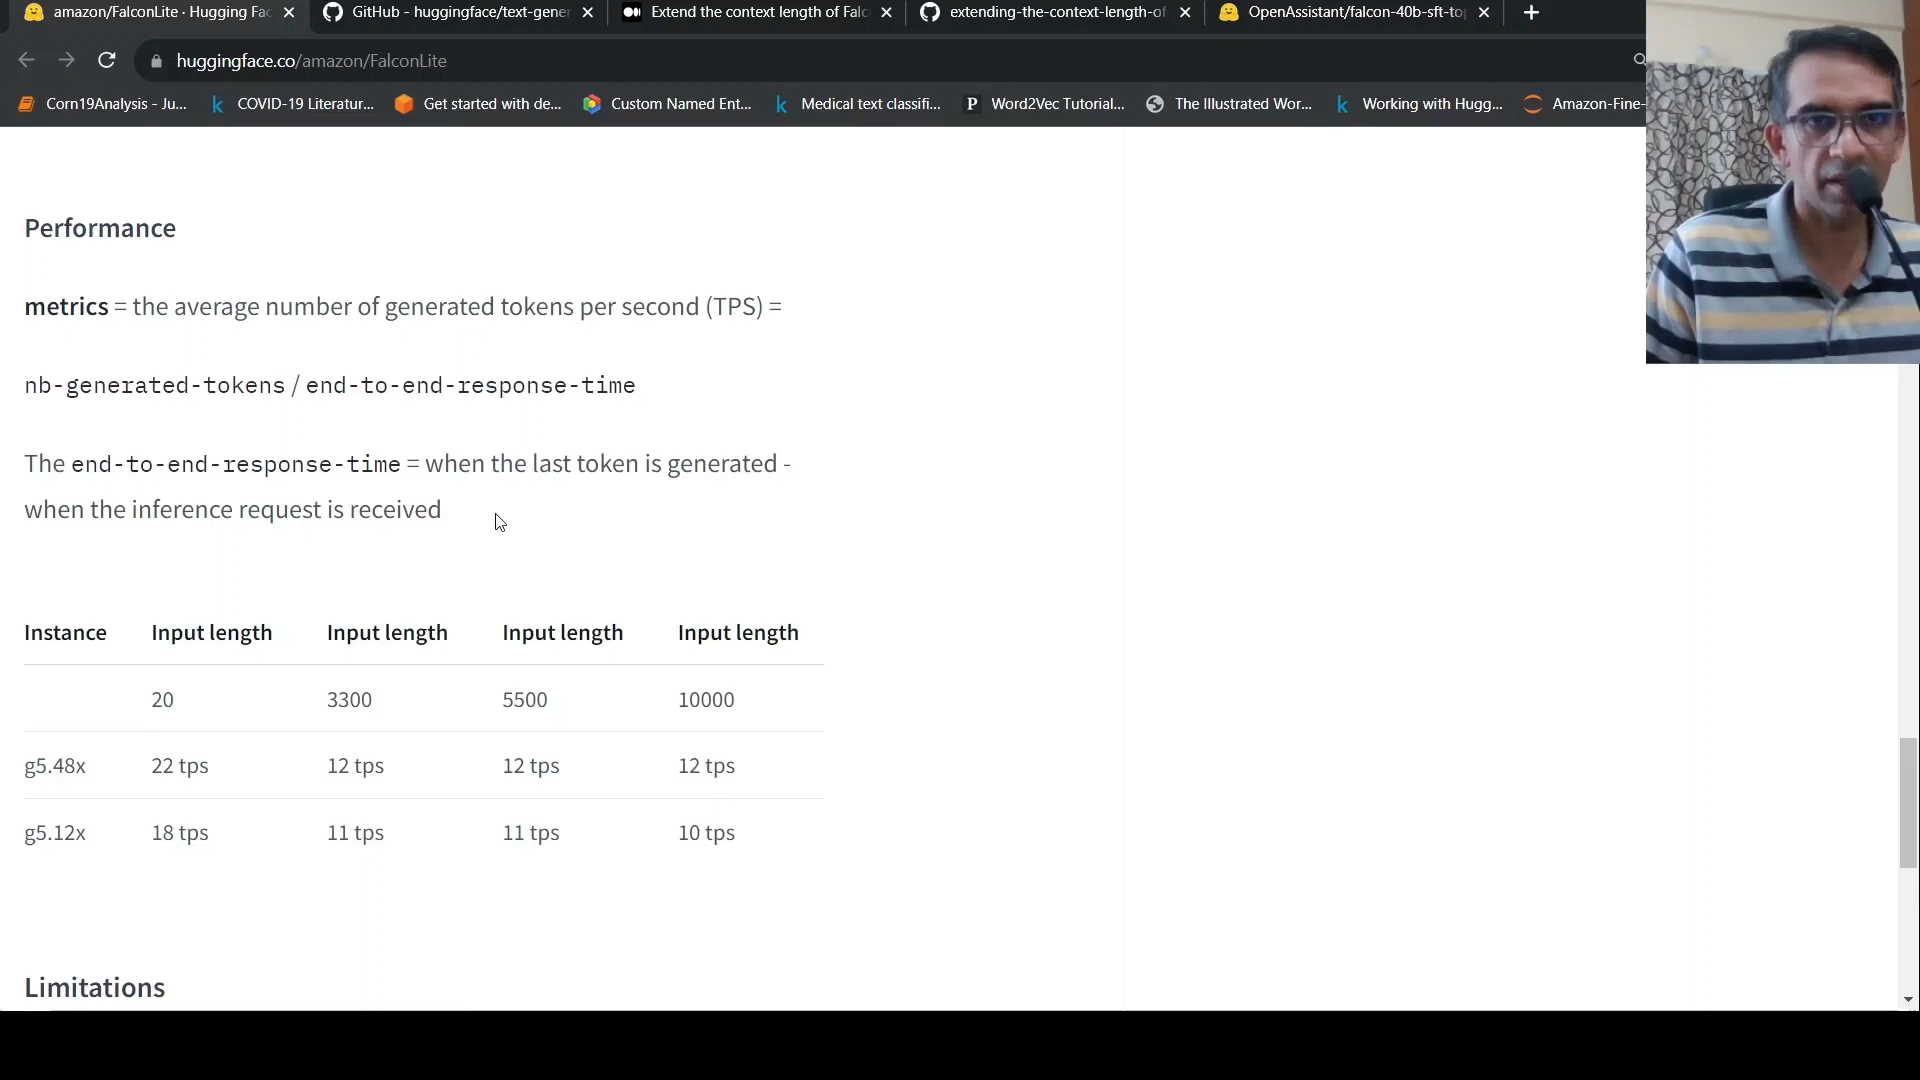 amazon/FalconLite · Hugging Fac
GitHub - huggingface/text-gener
Extend the context length of Falc
extending-the-context-length-of
OpenAssistant/falcon-40b-sft-to
huggingface.co/amazon/FalconLite
Corn19Analysis - Ju...
COVID-19 Literatur...
Get started with de...
Custom Named Ent...
Medical text classifi...
Word2Vec Tutorial...
The Illustrated Wor...
Working with Hugg...
Amazon-Fine-
Performance
metrics = the average number of generated tokens per second (TPS) =
nb-generated-tokens / end-to-end-response-time
The end-to-end-response-time = when the last token is generated -
when the inference request is received
Instance Input length Input length Input length Input length
20 3300 5500 10000
g5.48x 22 tps 12 tps 12 tps 12 tps
g5.12x 18 tps 11 tps 11 tps 10 tps
Limitations